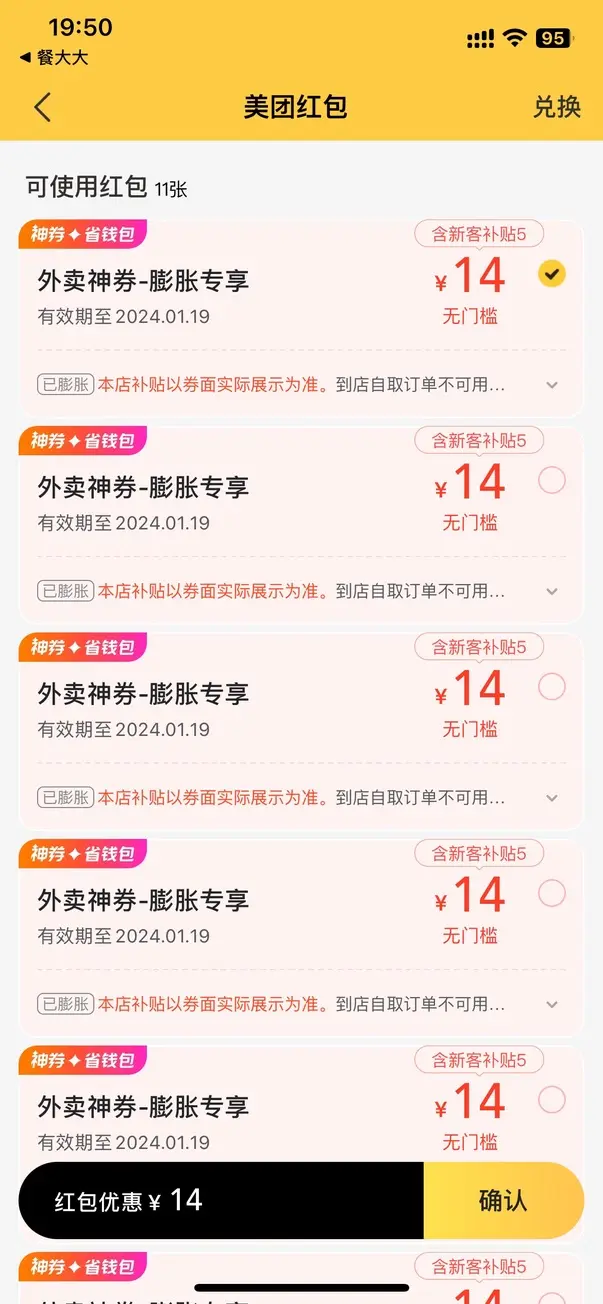 19:50
95
◀ 餐大大
美团红包
兑换
可使用红包 11张
神券 省钱包
含新客补贴5
外卖神券-膨胀专享
¥14
有效期至2024.01.19
无门槛
已膨胀 本店补贴以券面实际展示为准。到店自取订单不可用...
神券 省钱包
含新客补贴5
外卖神券-膨胀专享
¥14
有效期至2024.01.19
无门槛
已膨胀 本店补贴以券面实际展示为准。到店自取订单不可用...
神券 省钱包
含新客补贴5
外卖神券-膨胀专享
¥14
有效期至2024.01.19
无门槛
已膨胀 本店补贴以券面实际展示为准。到店自取订单不可用...
神券 省钱包
含新客补贴5
外卖神券-膨胀专享
¥14
有效期至2024.01.19
无门槛
已膨胀 本店补贴以券面实际展示为准。到店自取订单不可用...
神券 省钱包
含新客补贴5
外卖神券-膨胀专享
¥14
有效期至2024.01.19
无门槛
红包优惠¥14
确认
神券 省钱包
含新客补贴5